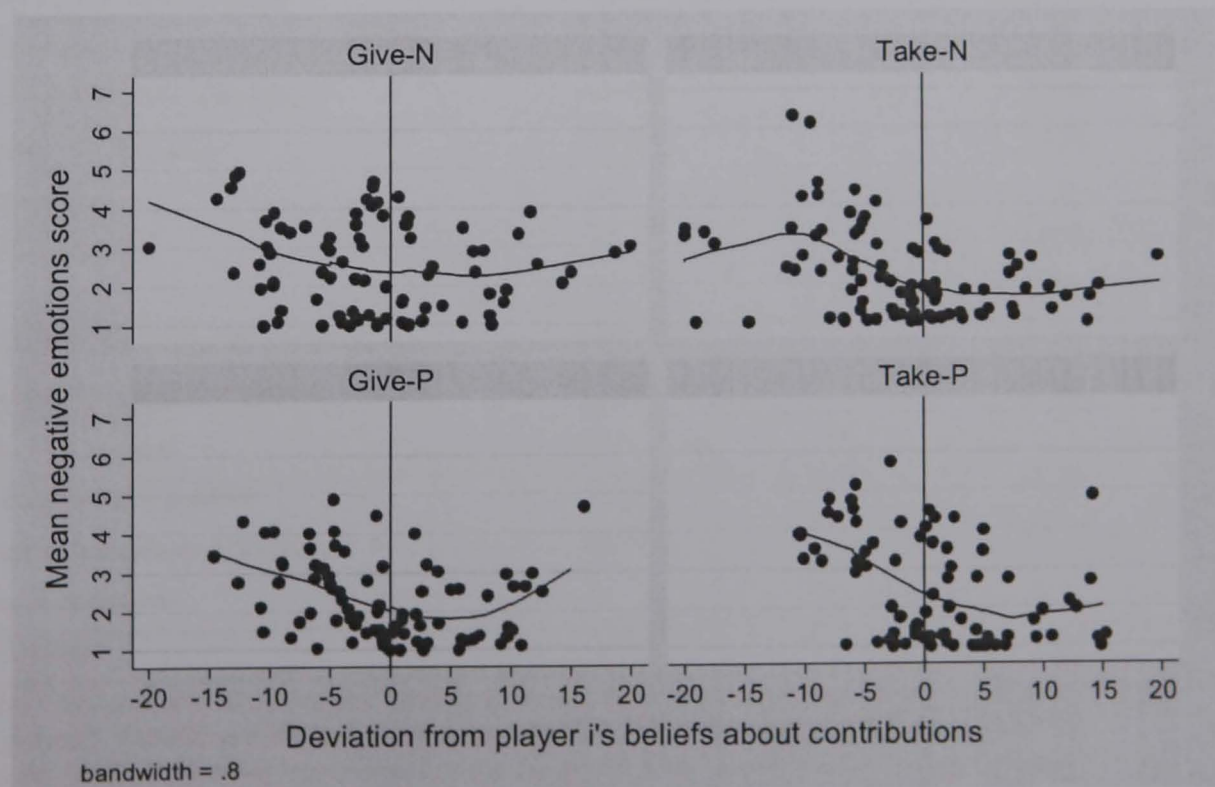 Give-N
Take-N
7
6
5
4
3
2
1
Give-P
Take-P
7
6
5
4
3
2
1
Mean negative emotions score
-20 -15 -10 -5 0 5 10 15 20
-20 -15 -10 -5 0 5 10 15 20
Deviation from player i's beliefs about contributions
bandwidth = .8